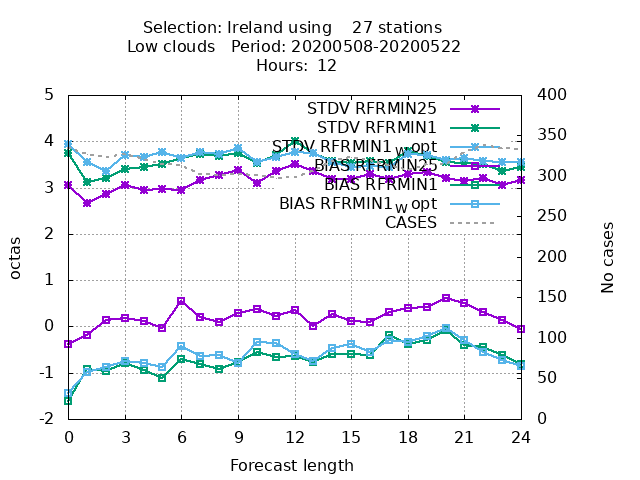 Selection: Ireland using    27 stations
Low clouds   Period: 20200508-20200522
Hours: 12
5
4
3
2
1
0
-1
-2
octas
400
350
300
250
200
150
100
50
0
No cases
STDV RFRMIN25
STDV RFRMIN1
STDV RFRMIN1_W opt
BIAS RFRMIN25
BIAS RFRMIN1
BIAS RFRMIN1_W opt
CASES
0 3 6 9 12 15 18 21 24
Forecast length